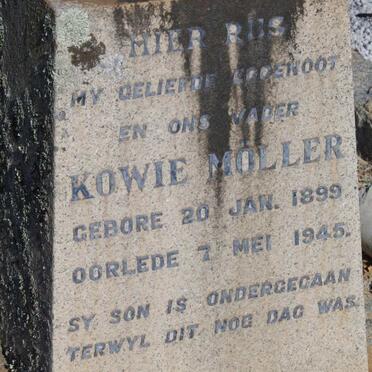 HIER RUS
MY GELIEFDE EGGENOOT
EN ONS VADER
KOWIE MÖLLER
GEBORE 20 JAN. 1899
OORLEDE 7 MEI 1945.
SY SON IS ONDERGEGAAN
TERWYL DIT NOG DAG WAS.